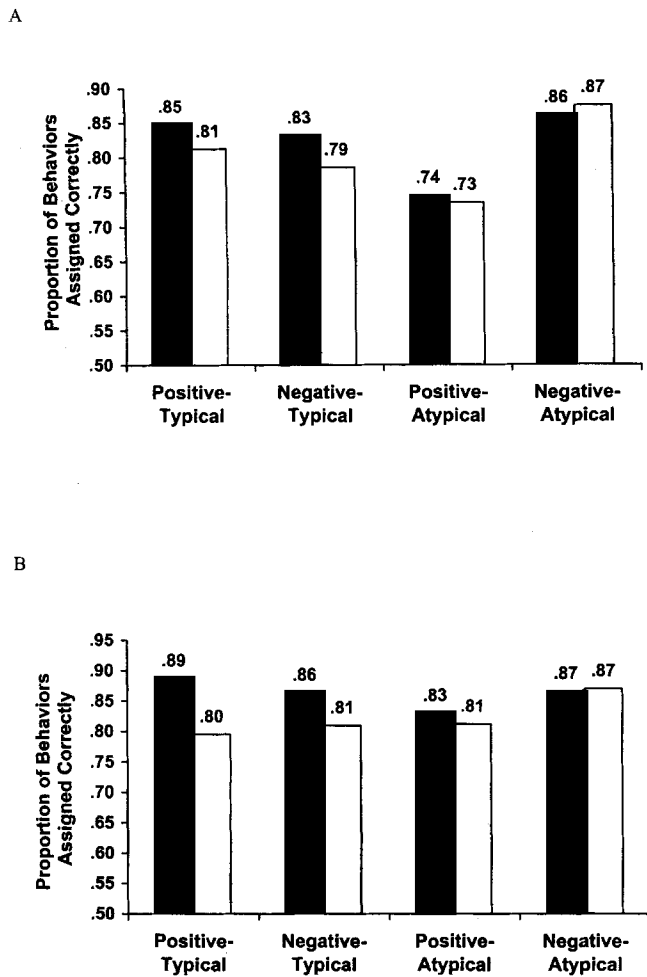 A
Proportion of Behaviors
Assigned Correctly
.90
.85
.80
.75
.70
.65
.60
.55
.50
.85
.81
.83
.79
.74
.73
.86
.87
Positive-
Typical
Negative-
Typical
Positive-
Atypical
Negative-
Atypical
B
Proportion of Behaviors
Assigned Correctly
.95
.90
.85
.80
.75
.70
.65
.60
.55
.50
.89
.80
.86
.81
.83
.81
.87
.87
Positive-
Typical
Negative-
Typical
Positive-
Atypical
Negative-
Atypical